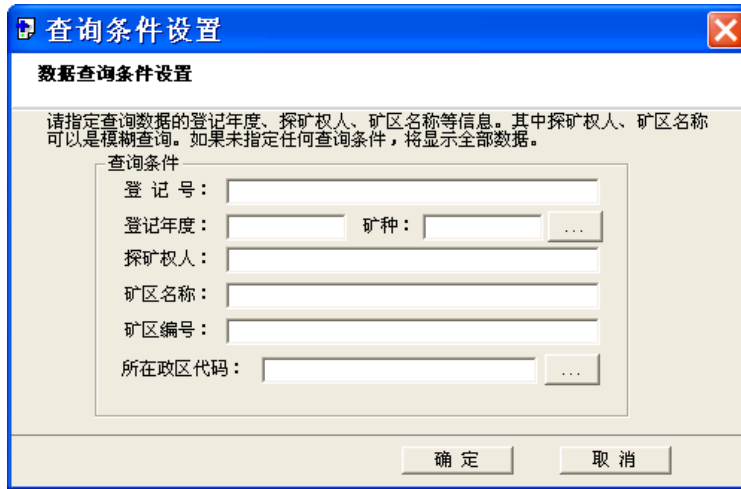 查询条件设置
数据查询条件设置
请指定查询数据的登记年度、探矿权人、矿区名称等信息。其中探矿权人、矿区名称
可以是模糊查询。如果未指定任何查询条件，将显示全部数据。
查询条件
登 记 号：
登记年度： 矿种： ...
探矿权人：
矿区名称：
矿区编号：
所在政区代码： ...
确 定 取 消